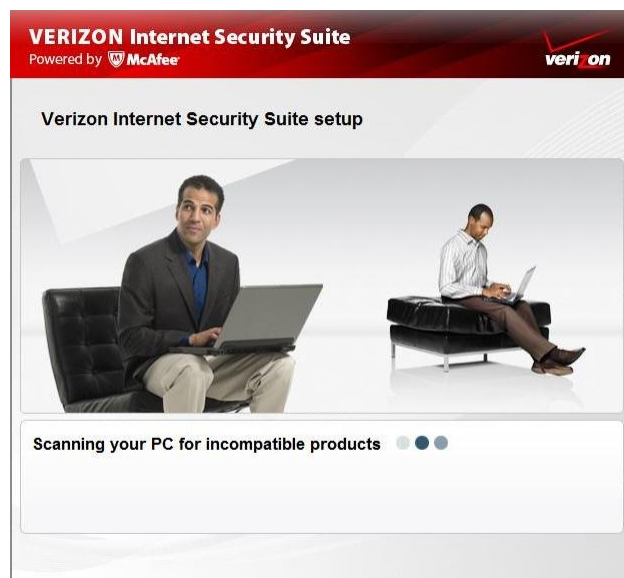 VERIZON Internet Security Suite
Powered by McAfee
verizon
Verizon Internet Security Suite setup
Scanning your PC for incompatible products